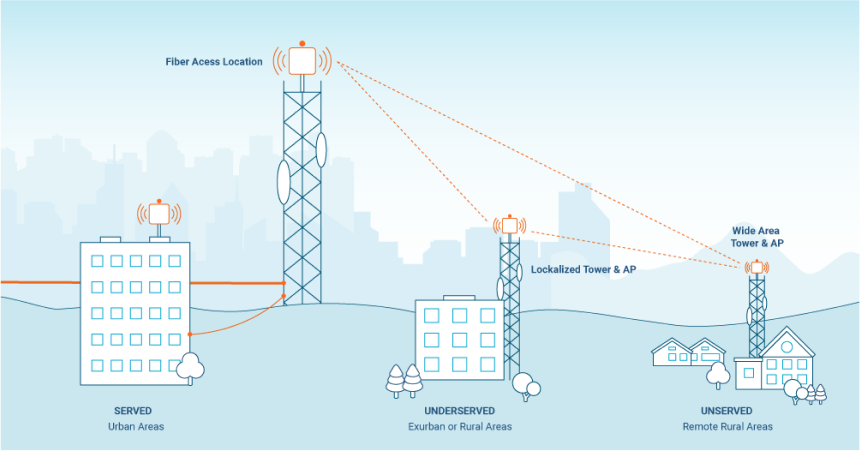 Fiber Acess Location
Wide Area
Tower & AP
Lockalized Tower & AP
SERVED
Urban Areas
UNDERSERVED
Exurban or Rural Areas
UNSERVED
Remote Rural Areas